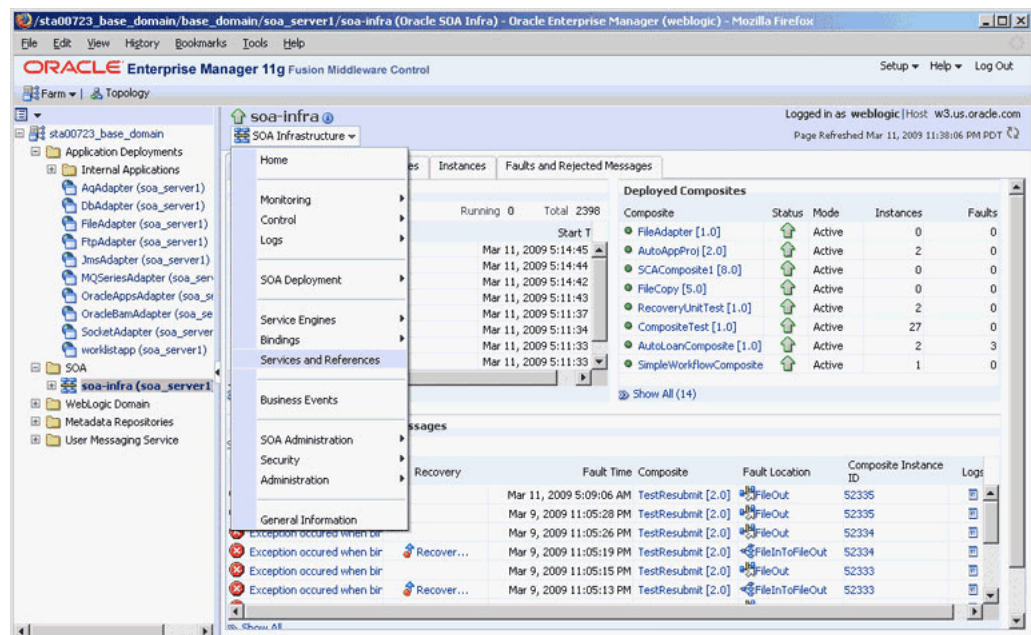 /sta00723_base_domain/base_domain/soa_server1/soa-infra (Oracle SOA Infra) - Oracle Enterprise Manager (weblogic) - Mozilla Firefox
File Edit View History Bookmarks Tools Help
ORACLE Enterprise Manager 11g Fusion Middleware Control
Setup Help Log Out
Farm Topology
sta00723_base_domain
Application Deployments
Internal Applications
AqAdapter (soa_server1)
DbAdapter (soa_server1)
FileAdapter (soa_server1)
FtpAdapter (soa_server1)
JmsAdapter (soa_server1)
MQSeriesAdapter (soa_serv
OracleAppsAdapter (soa_se
OracleBamAdapter (soa_se
SocketAdapter (soa_server
worklistapp (soa_server1)
SOA
soa-infra (soa_server1
WebLogic Domain
Metadata Repositories
User Messaging Service
soa-infra
SOA Infrastructure
Logged in as weblogic|Host w3.us.oracle.com
Page Refreshed Mar 11, 2009 11:38:06 PM PDT
Home
Monitoring
Control
Logs
SOA Deployment
Service Engines
Bindings
Services and References
Business Events
SOA Administration
Security
Administration
General Information
es Instances Faults and Rejected Messages
Running 0 Total 2398
Start T
Mar 11, 2009 5:14:45
Mar 11, 2009 5:14:44
Mar 11, 2009 5:14:42
Mar 11, 2009 5:11:43
Mar 11, 2009 5:11:37
Mar 11, 2009 5:11:34
Mar 11, 2009 5:11:33
Mar 11, 2009 5:11:33
Deployed Composites
Composite Status Mode Instances Faults
FileAdapter [1.0] Active 0 0
AutoAppProj [2.0] Active 2 0
SCAComposite1 [8.0] Active 0 0
FileCopy [5.0] Active 0 0
RecoveryUnitTest [1.0] Active 2 0
CompositeTest [1.0] Active 27 0
AutoLoanComposite [1.0] Active 2 3
SimpleWorkflowComposite Active 1 0
Show All (14)
ssages
Recovery Fault Time Composite Fault Location Composite Instance ID Logs
Mar 11, 2009 5:09:06 AM TestResubmit [2.0] FileOut 52335
Mar 9, 2009 11:05:28 PM TestResubmit [2.0] FileOut 52335
Exception occured when bir Mar 9, 2009 11:05:26 PM TestResubmit [2.0] FileOut 52334
Exception occured when bir Recover... Mar 9, 2009 11:05:19 PM TestResubmit [2.0] FileInToFileOut 52334
Exception occured when bir Mar 9, 2009 11:05:15 PM TestResubmit [2.0] FileOut 52333
Exception occured when bir Recover... Mar 9, 2009 11:05:13 PM TestResubmit [2.0] FileInToFileOut 52333
Show All